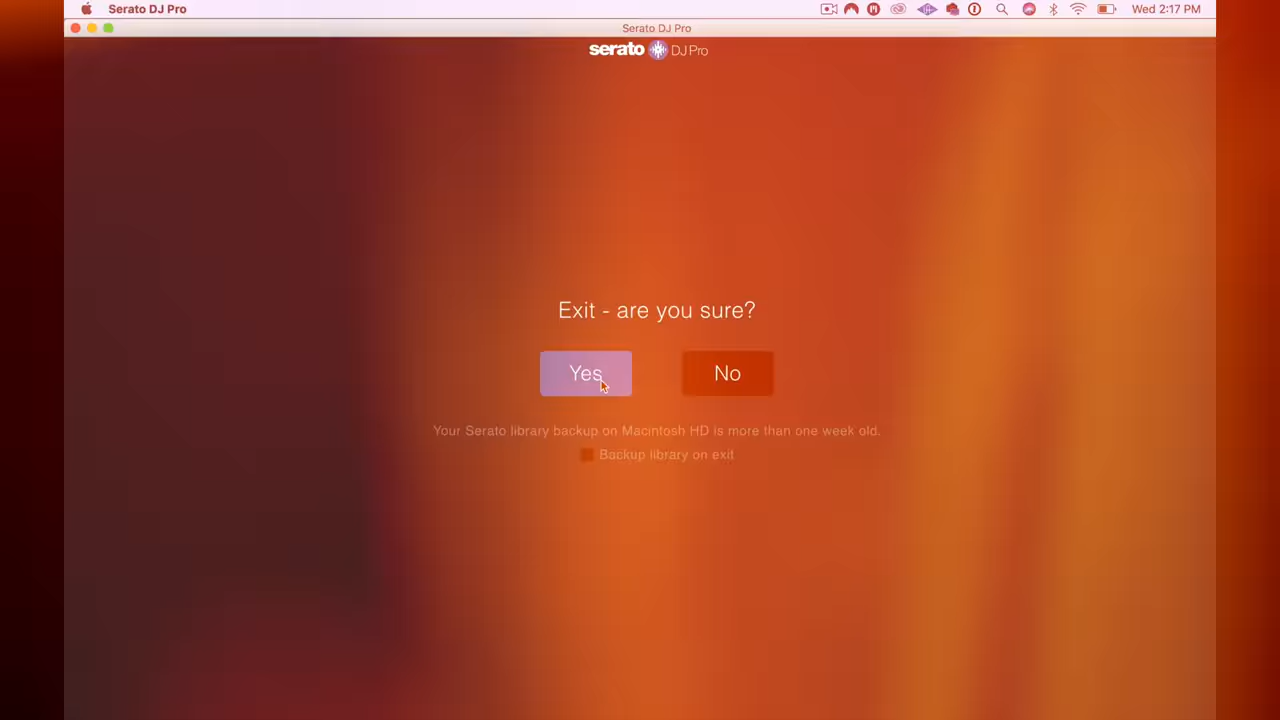 Serato DJ Pro
Wed 2:17 PM
Serato DJ Pro
serato DJ Pro
Exit - are you sure?
Yes
No
Your Serato library backup on Macintosh HD is more than one week old.
Backup library on exit